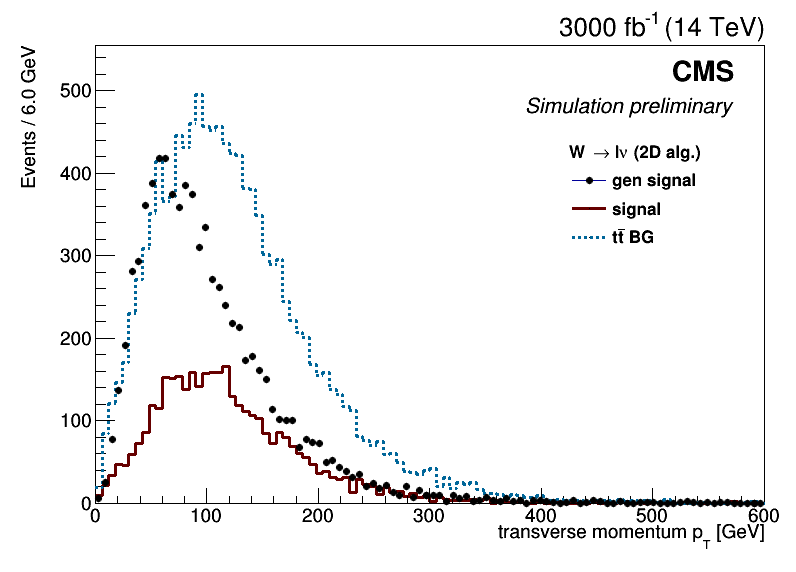 3000 fb⁻¹ (14 TeV)
CMS
Simulation preliminary
W → lν (2D alg.)
gen signal
signal
tt̄ BG
Events / 6.0 GeV
500
400
300
200
100
0
0 100 200 300 400 500 600
transverse momentum p_T [GeV]